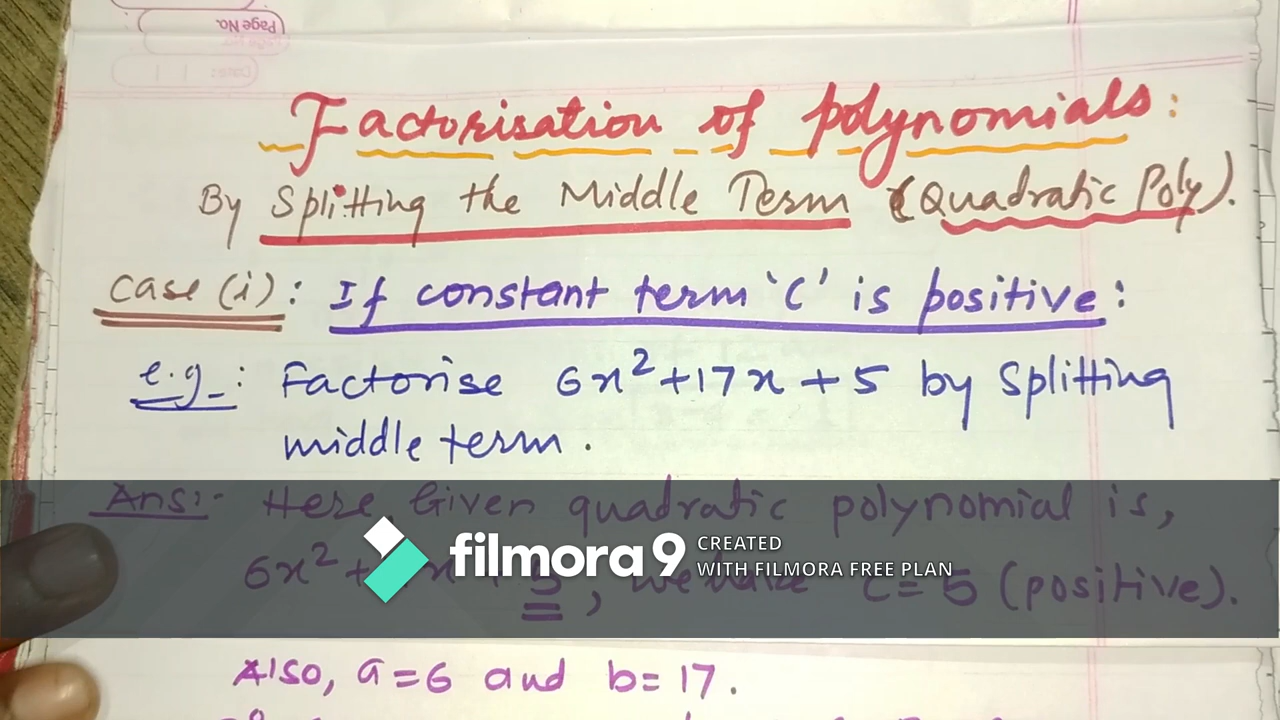 Page No.
Date:
Factorisation of polynomials:
By Splitting the Middle Term (Quadratic Poly).
case (i): If constant term 'C' is positive:
e.g.: Factorise 6x²+17x+5 by Splitting
middle term.
Ans:- Here Given quadratic polynomial is,
6x²+ x + 5, we have C=5 (positive).
filmora 9 CREATED
WITH FILMORA FREE PLAN
Also, a=6 and b=17.